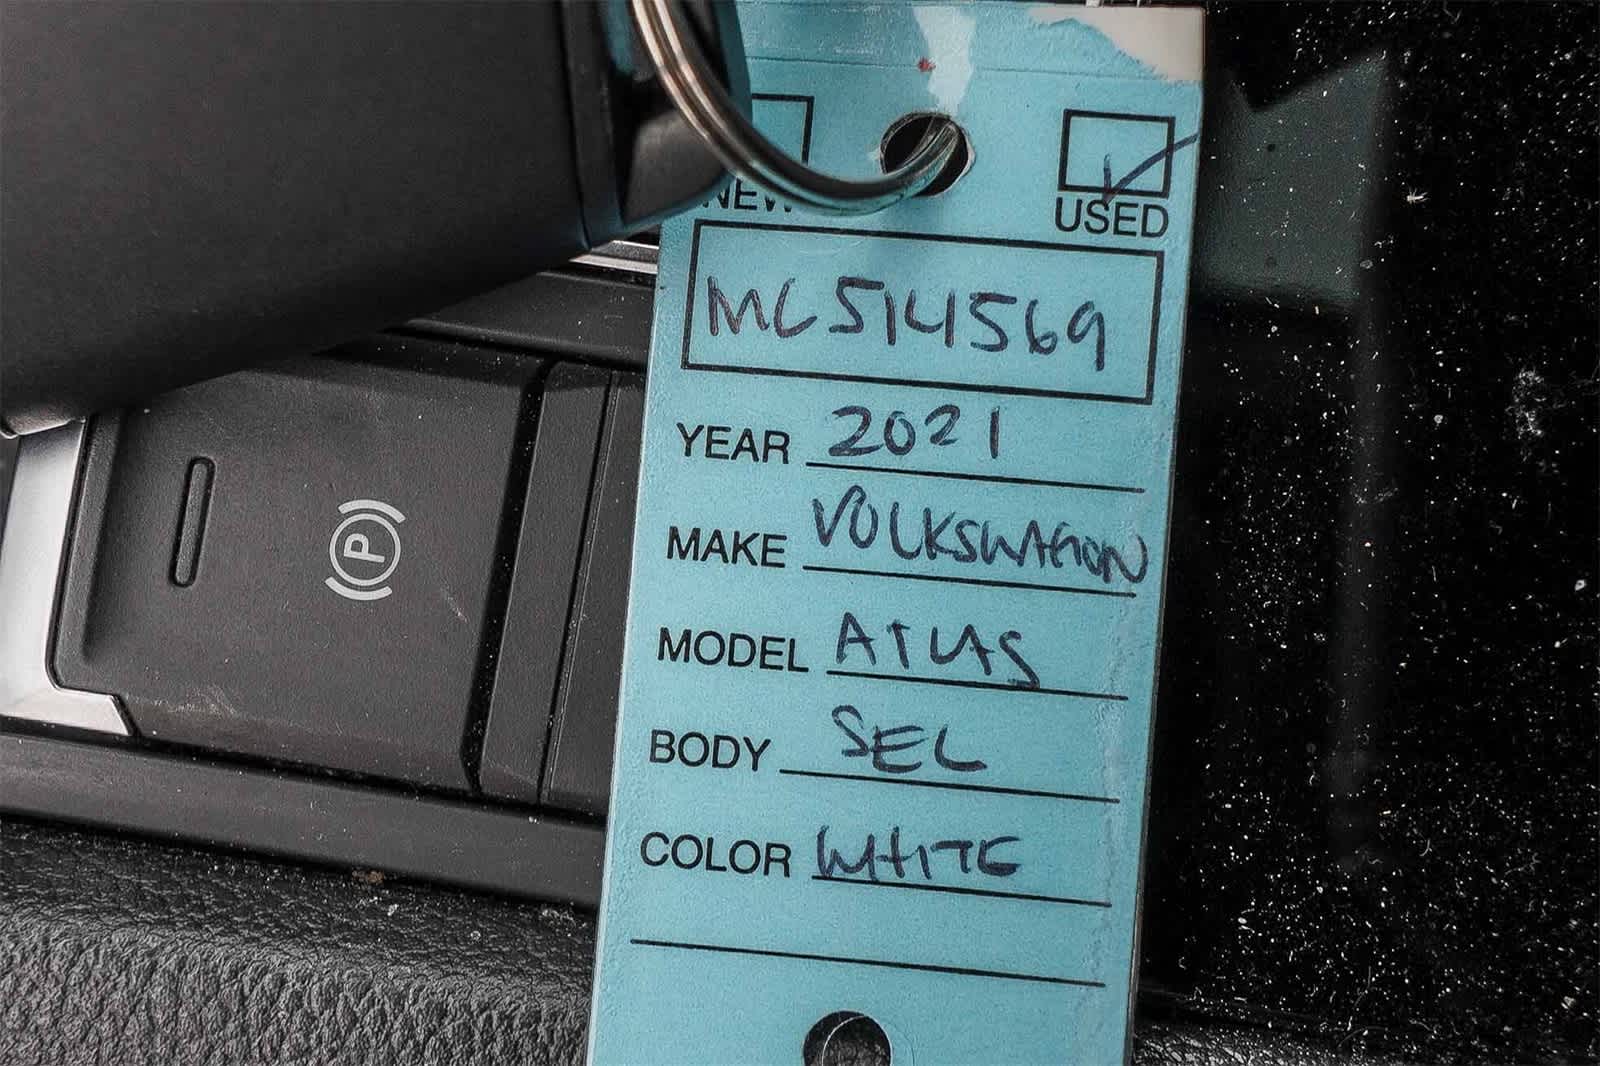 NEW
USED
MC514569
YEAR 2021
MAKE VOLKSWAGON
MODEL ATLAS
BODY SEL
COLOR WHITE
(P)